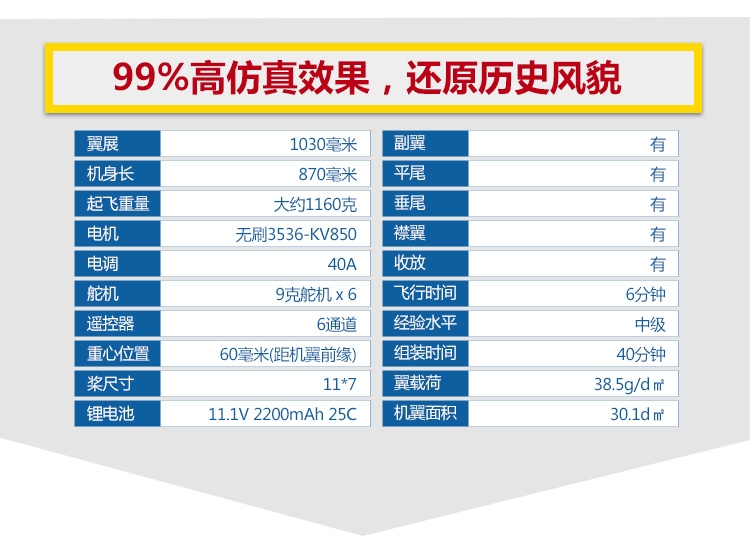 99%高仿真效果，还原历史风貌
翼展 1030毫米 副翼 有
机身长 870毫米 平尾 有
起飞重量 大约1160克 垂尾 有
电机 无刷3536-KV850 襟翼 有
电调 40A 收放 有
舵机 9克舵机 x 6 飞行时间 6分钟
遥控器 6通道 经验水平 中级
重心位置 60毫米(距机翼前缘) 组装时间 40分钟
桨尺寸 11*7 翼载荷 38.5g/d㎡
锂电池 11.1V 2200mAh 25C 机翼面积 30.1d㎡